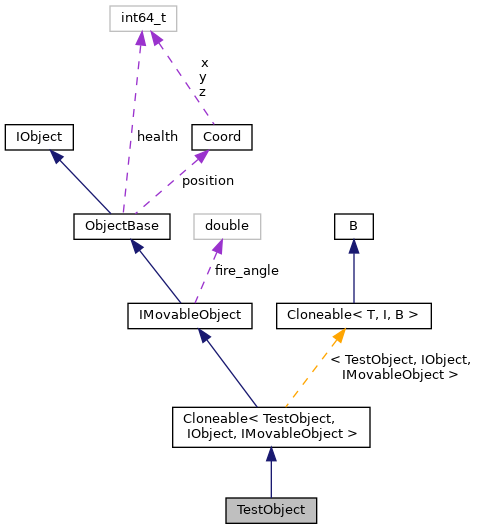 int64_t
x
y
z
IObject
health
Coord
position
ObjectBase
double
B
fire_angle
IMovableObject
Cloneable< T, I, B >
< TestObject, IObject,
IMovableObject >
Cloneable< TestObject,
IObject, IMovableObject >
TestObject